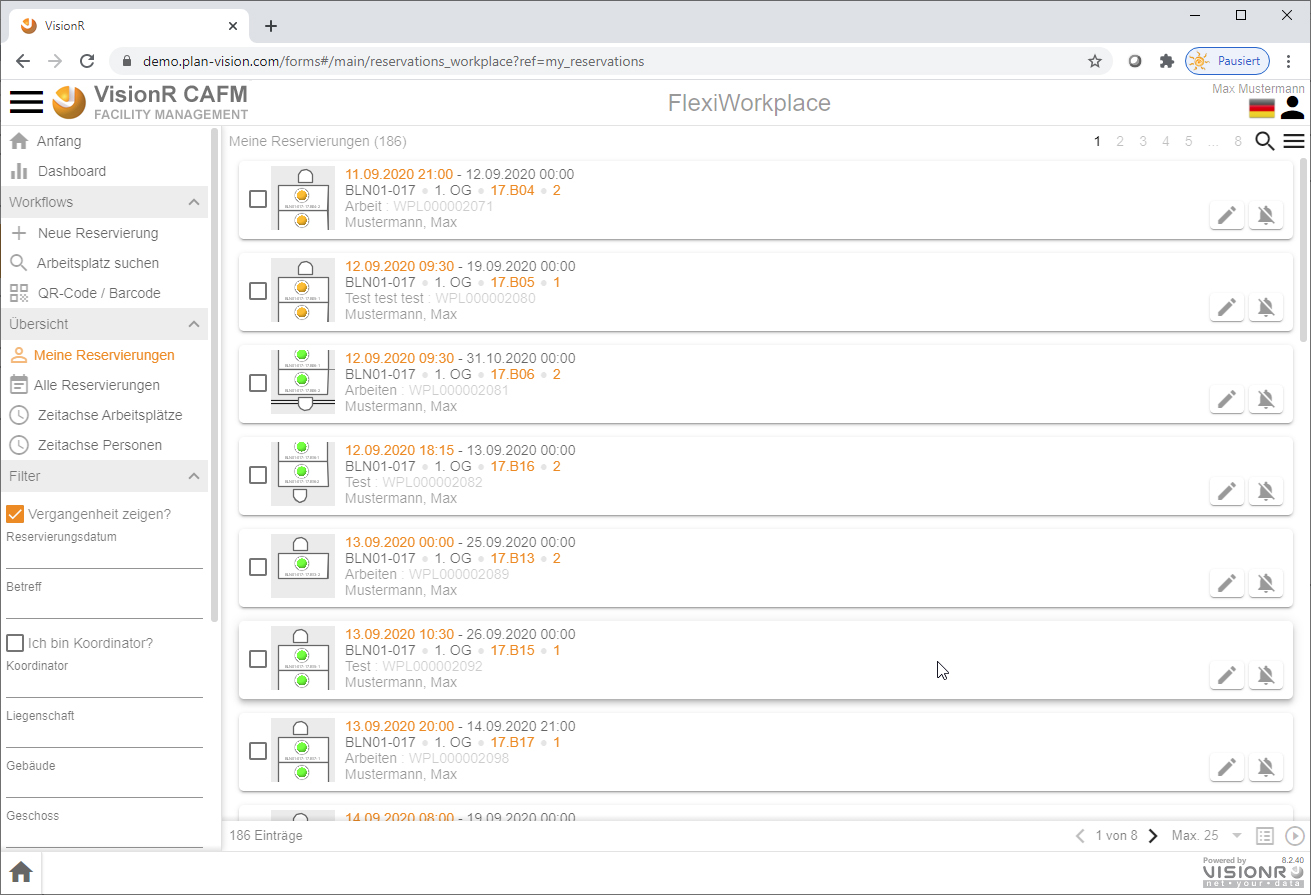 VisionR
demo.plan-vision.com/forms#/main/reservations_workplace?ref=my_reservations
Pausiert
VisionR CAFM
FACILITY MANAGEMENT
FlexiWorkplace
Max Mustermann
Anfang
Dashboard
Workflows
Neue Reservierung
Arbeitsplatz suchen
QR-Code / Barcode
Übersicht
Meine Reservierungen
Alle Reservierungen
Zeitachse Arbeitsplätze
Zeitachse Personen
Filter
Vergangenheit zeigen?
Reservierungsdatum
Betreff
Ich bin Koordinator?
Koordinator
Liegenschaft
Gebäude
Geschoss
Meine Reservierungen (186)
1 2 3 4 5 ... 8
11.09.2020 21:00 - 12.09.2020 00:00
BLN01-017 • 1. OG • 17.B04 • 2
Arbeit : WPL000002071
Mustermann, Max
12.09.2020 09:30 - 19.09.2020 00:00
BLN01-017 • 1. OG • 17.B05 • 1
Test test test : WPL000002080
Mustermann, Max
12.09.2020 09:30 - 31.10.2020 00:00
BLN01-017 • 1. OG • 17.B06 • 2
Arbeiten : WPL000002081
Mustermann, Max
12.09.2020 18:15 - 13.09.2020 00:00
BLN01-017 • 1. OG • 17.B16 • 2
Test : WPL000002082
Mustermann, Max
13.09.2020 00:00 - 25.09.2020 00:00
BLN01-017 • 1. OG • 17.B13 • 2
Arbeiten : WPL000002089
Mustermann, Max
13.09.2020 10:30 - 26.09.2020 00:00
BLN01-017 • 1. OG • 17.B15 • 1
Test : WPL000002092
Mustermann, Max
13.09.2020 20:00 - 14.09.2020 21:00
BLN01-017 • 1. OG • 17.B17 • 1
Arbeiten : WPL000002098
Mustermann, Max
14.09.2020 08:00 - 19.09.2020 00:00
186 Einträge
1 von 8
Max. 25
Powered by
8.2.40
VISIONR
net • your • data